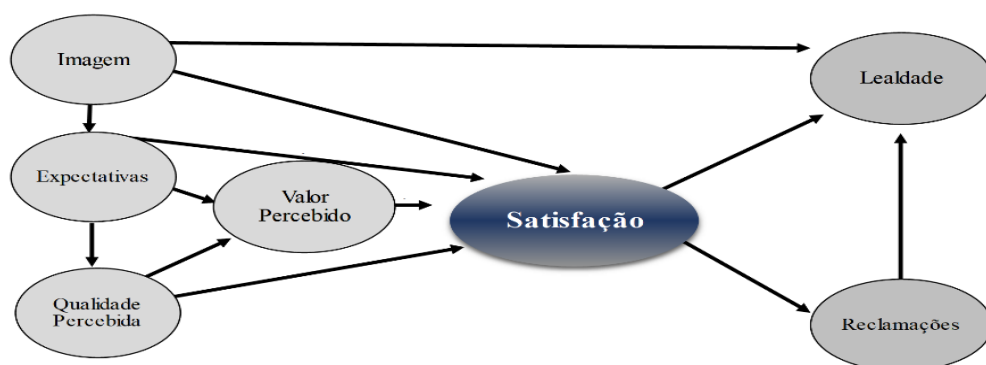 Imagem
Lealdade
Expectativas
Valor
Percebido
Satisfação
Qualidade
Percebida
Reclamações